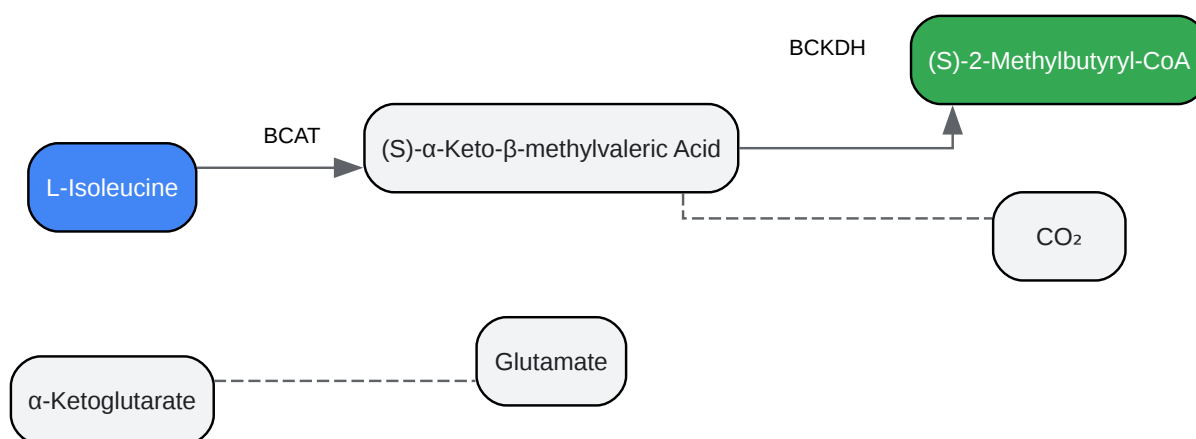 BCKDH
(S)-2-Methylbutyryl-CoA
BCAT
(S)-α-Keto-β-methylvaleric Acid
L-Isoleucine
CO₂
Glutamate
α-Ketoglutarate